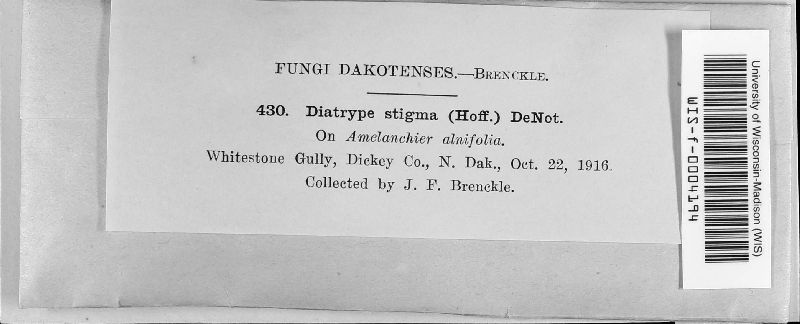 FUNGI DAKOTENSES.—BRENCKLE.
430. Diatrype stigma (Hoff.) DeNot.
On Amelanchier alnifolia.
Whitestone Gully, Dickey Co., N. Dak., Oct. 22, 1916.
Collected by J. F. Brenckle.
University of Wisconsin-Madison (WIS)
WIS-f-0004194